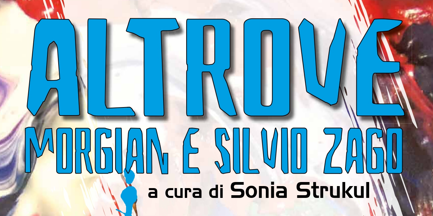 ALTROVE
MORGIAN E SILVIO ZAGO
a cura di Sonia Strukul